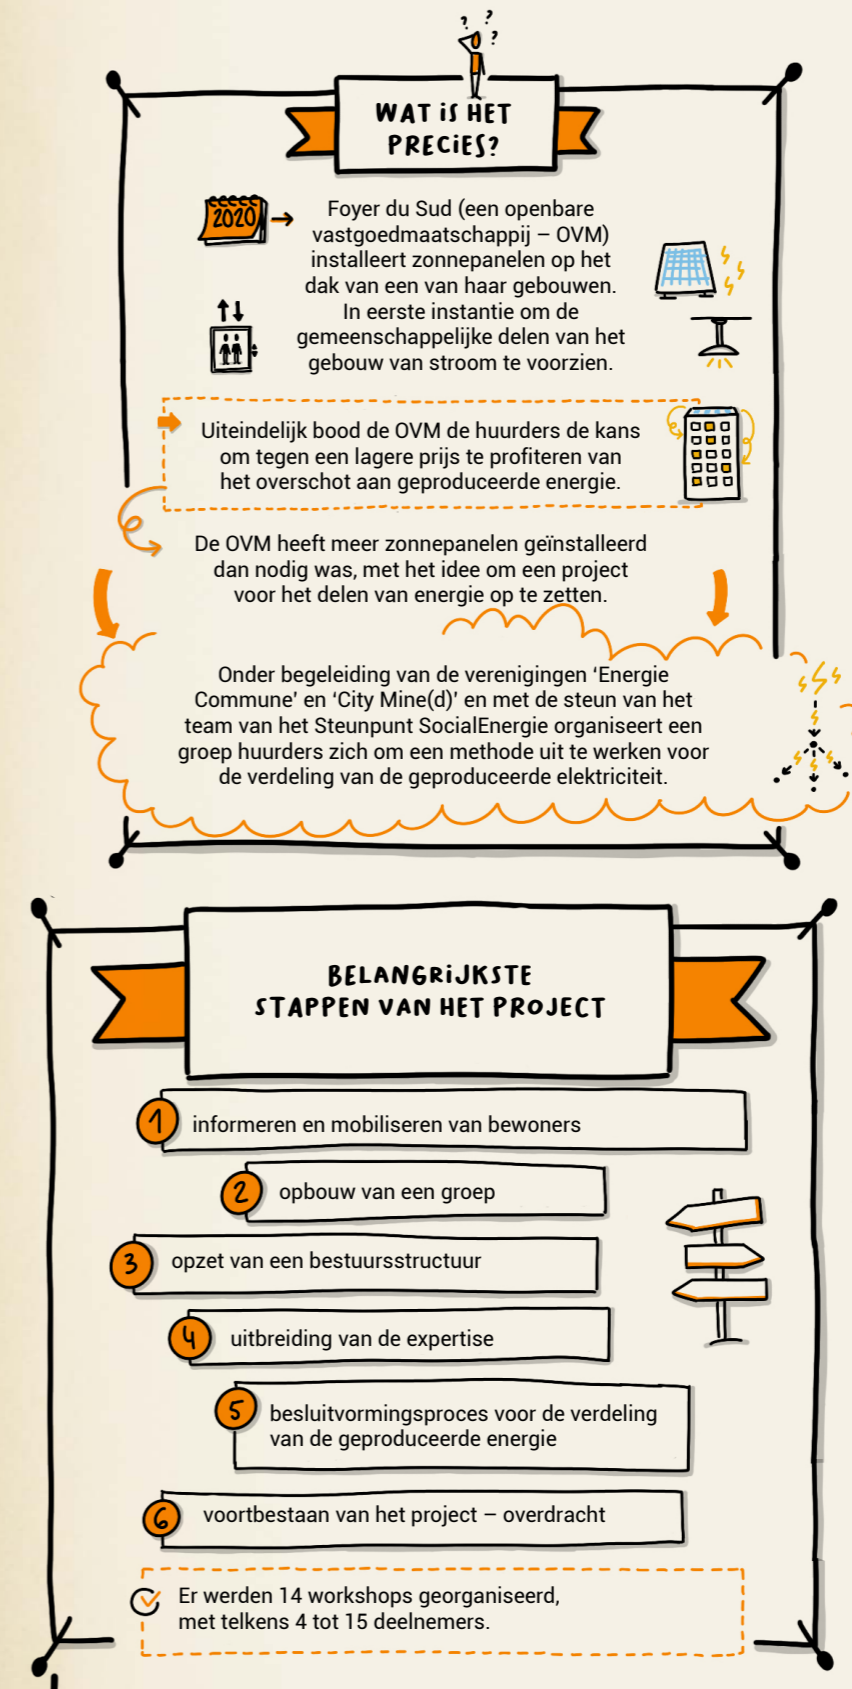 ? ? ?
WAT iS HET
PRECiES?
2020
Foyer du Sud (een openbare
vastgoedmaatschappij – OVM)
installeert zonnepanelen op het
dak van een van haar gebouwen.
In eerste instantie om de
gemeenschappelijke delen van het
gebouw van stroom te voorzien.
Uiteindelijk bood de OVM de huurders de kans
om tegen een lagere prijs te profiteren van
het overschot aan geproduceerde energie.
De OVM heeft meer zonnepanelen geïnstalleerd
dan nodig was, met het idee om een project
voor het delen van energie op te zetten.
Onder begeleiding van de verenigingen ‘Energie
Commune’ en ‘City Mine(d)’ en met de steun van het
team van het Steunpunt SocialEnergie organiseert een
groep huurders zich om een methode uit te werken voor
de verdeling van de geproduceerde elektriciteit.
BELANGRiJKSTE
STAPPEN VAN HET PROJECT
1 informeren en mobiliseren van bewoners
2 opbouw van een groep
3 opzet van een bestuursstructuur
4 uitbreiding van de expertise
5 besluitvormingsproces voor de verdeling
van de geproduceerde energie
6 voortbestaan van het project – overdracht
Er werden 14 workshops georganiseerd,
met telkens 4 tot 15 deelnemers.